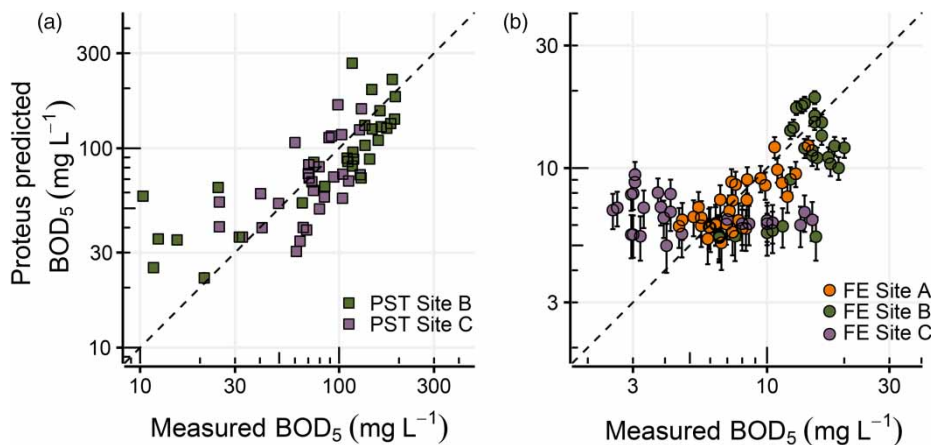 (a)
Proteus predicted
BOD₅ (mg L⁻¹)
300
100
30
10
10
30
100
300
PST Site B
PST Site C
Measured BOD₅ (mg L⁻¹)
(b)
30
10
3
3
10
30
FE Site A
FE Site B
FE Site C
Measured BOD₅ (mg L⁻¹)